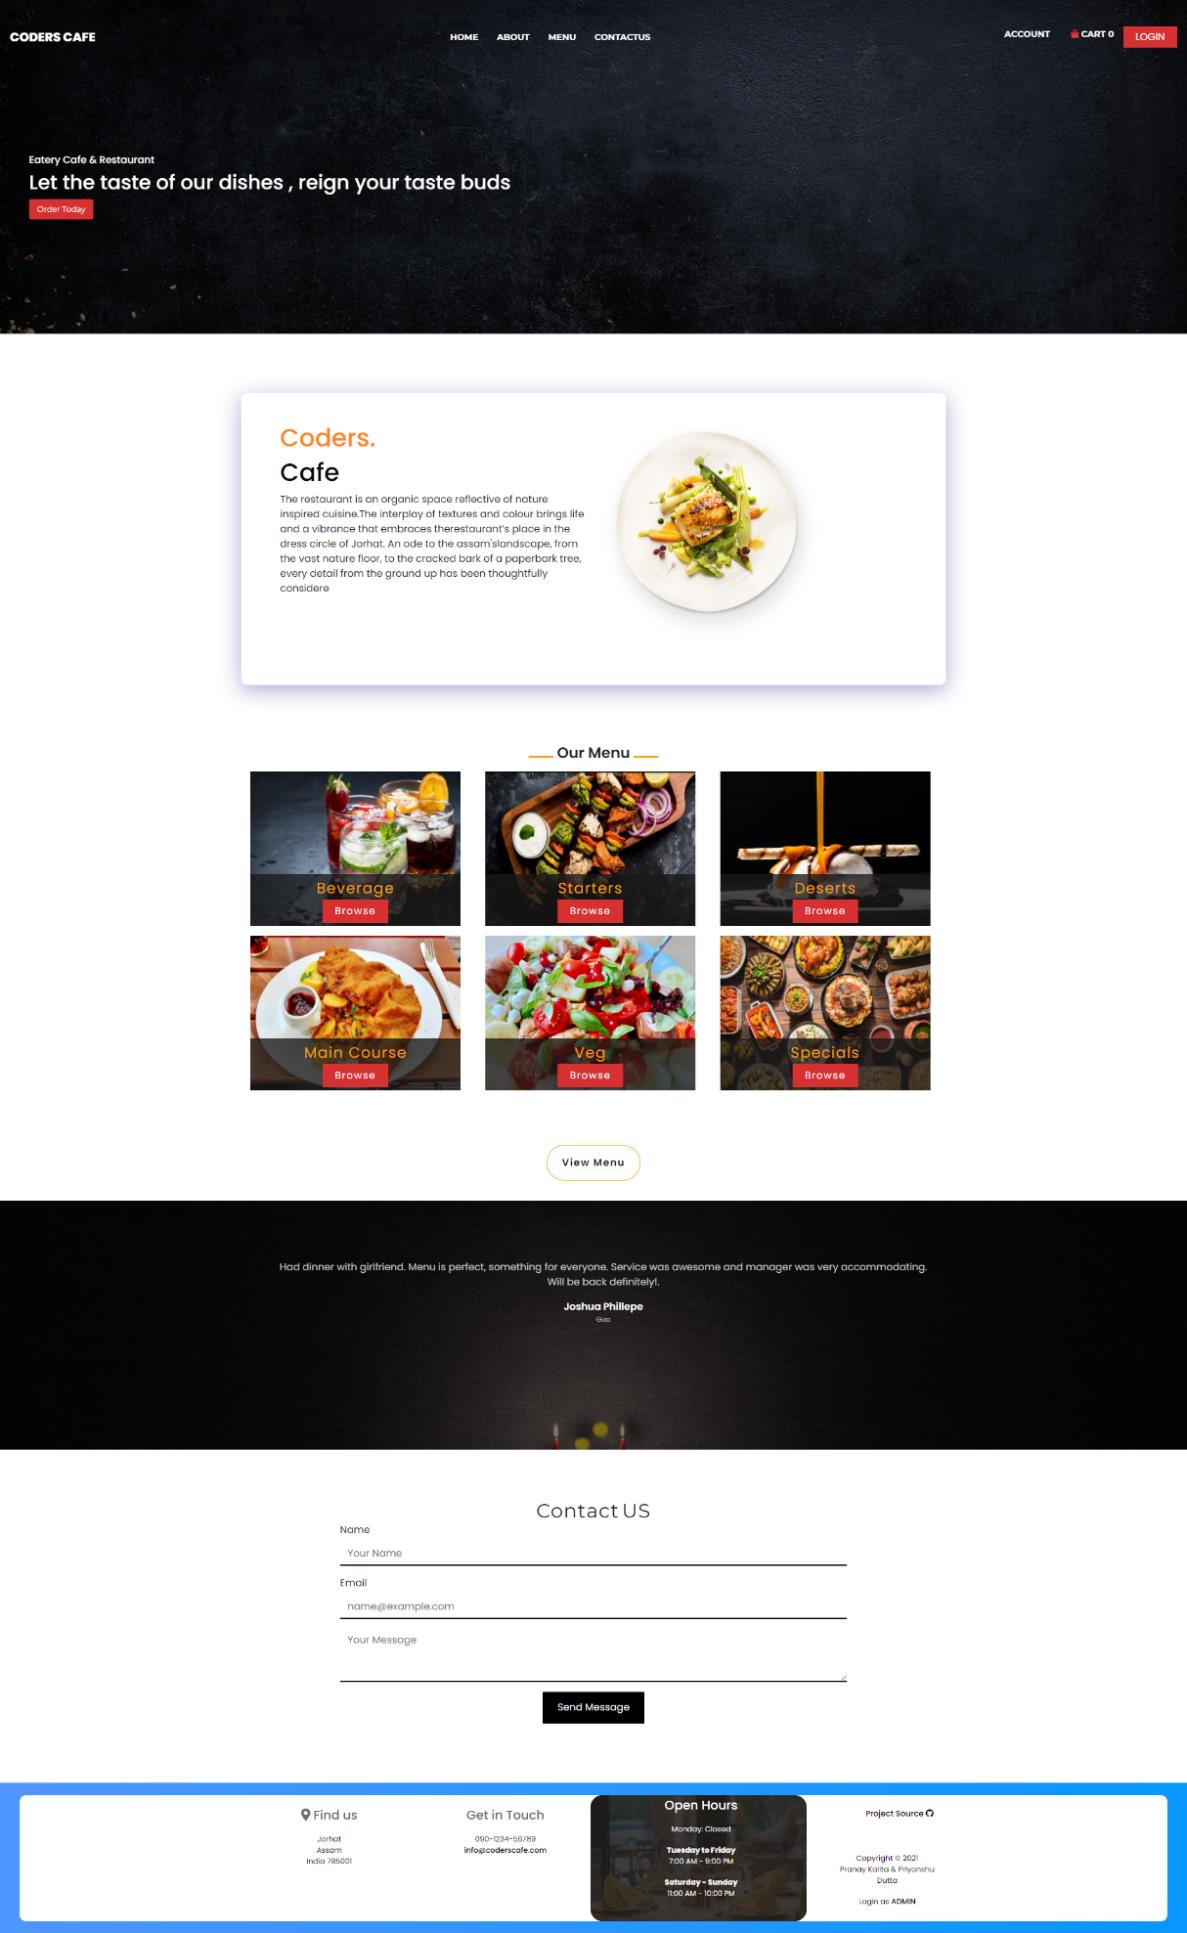 CODERS CAFE
HOME ABOUT MENU CONTACTUS
ACCOUNT CART 0 LOGIN
Eatery Cafe & Restaurant
Let the taste of our dishes , reign your taste buds
Order Today
Coders.
Cafe
The restaurant is an organic space reflective of nature
inspired cuisine.The interplay of textures and colour brings life
and a vibrance that embraces therestaurant's place in the
dress circle of Jorhat. An ode to the assam'slandscape, from
the vast nature floor, to the cracked bark of a paperbark tree,
every detail from the ground up has been thoughtfully
considere
Our Menu
Beverage
Browse
Starters
Browse
Deserts
Browse
Main Course
Browse
Veg
Browse
Specials
Browse
View Menu
Had dinner with girlfriend. Menu is perfect, something for everyone. Service was awesome and manager was very accommodating.
Will be back definitely!.
Joshua Phillepe
Goa
Contact US
Name
Your Name
Email
name@example.com
Your Message
Send Message
Find us
Jorhat
Assam
India 785001
Get in Touch
090-1234-56789
info@coderscafe.com
Open Hours
Monday: Closed
Tuesday to Friday
7:00 AM - 9:00 PM
Saturday - Sunday
11:00 AM - 10:00 PM
Project Source
Copyright © 2021
Pranay Kalita & Priyanshu
Dutta
Login as ADMIN